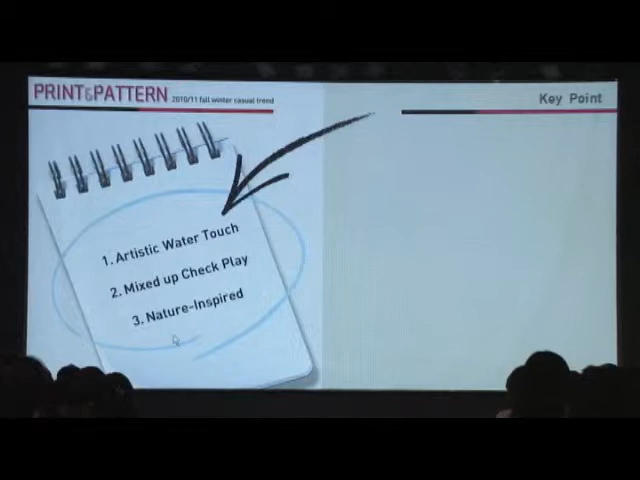 PRINT&PATTERN 2010/11 fall winter casual trend
Key Point
1. Artistic Water Touch
2. Mixed up Check Play
3. Nature-Inspired